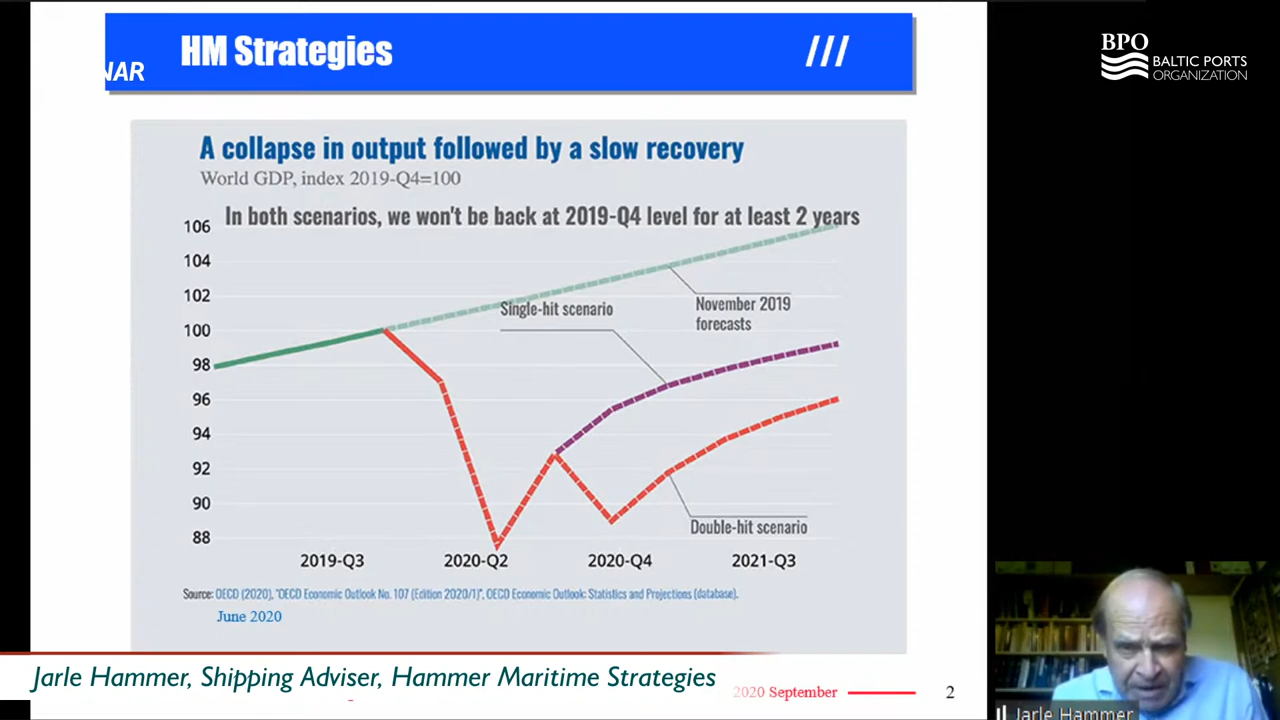 HM Strategies
///
NAR
BPO
BALTIC PORTS
ORGANIZATION
A collapse in output followed by a slow recovery
World GDP, index 2019-Q4=100
In both scenarios, we won't be back at 2019-Q4 level for at least 2 years
106
104
102
100
98
96
94
92
90
88
Single-hit scenario
November 2019
forecasts
Double-hit scenario
2019-Q3 2020-Q2 2020-Q4 2021-Q3
Source: OECD (2020), "OECD Economic Outlook No. 107 (Edition 2020/1)", OECD Economic Outlook: Statistics and Projections (database).
June 2020
Jarle Hammer, Shipping Adviser, Hammer Maritime Strategies
2020 September 2
Jarle Hammer